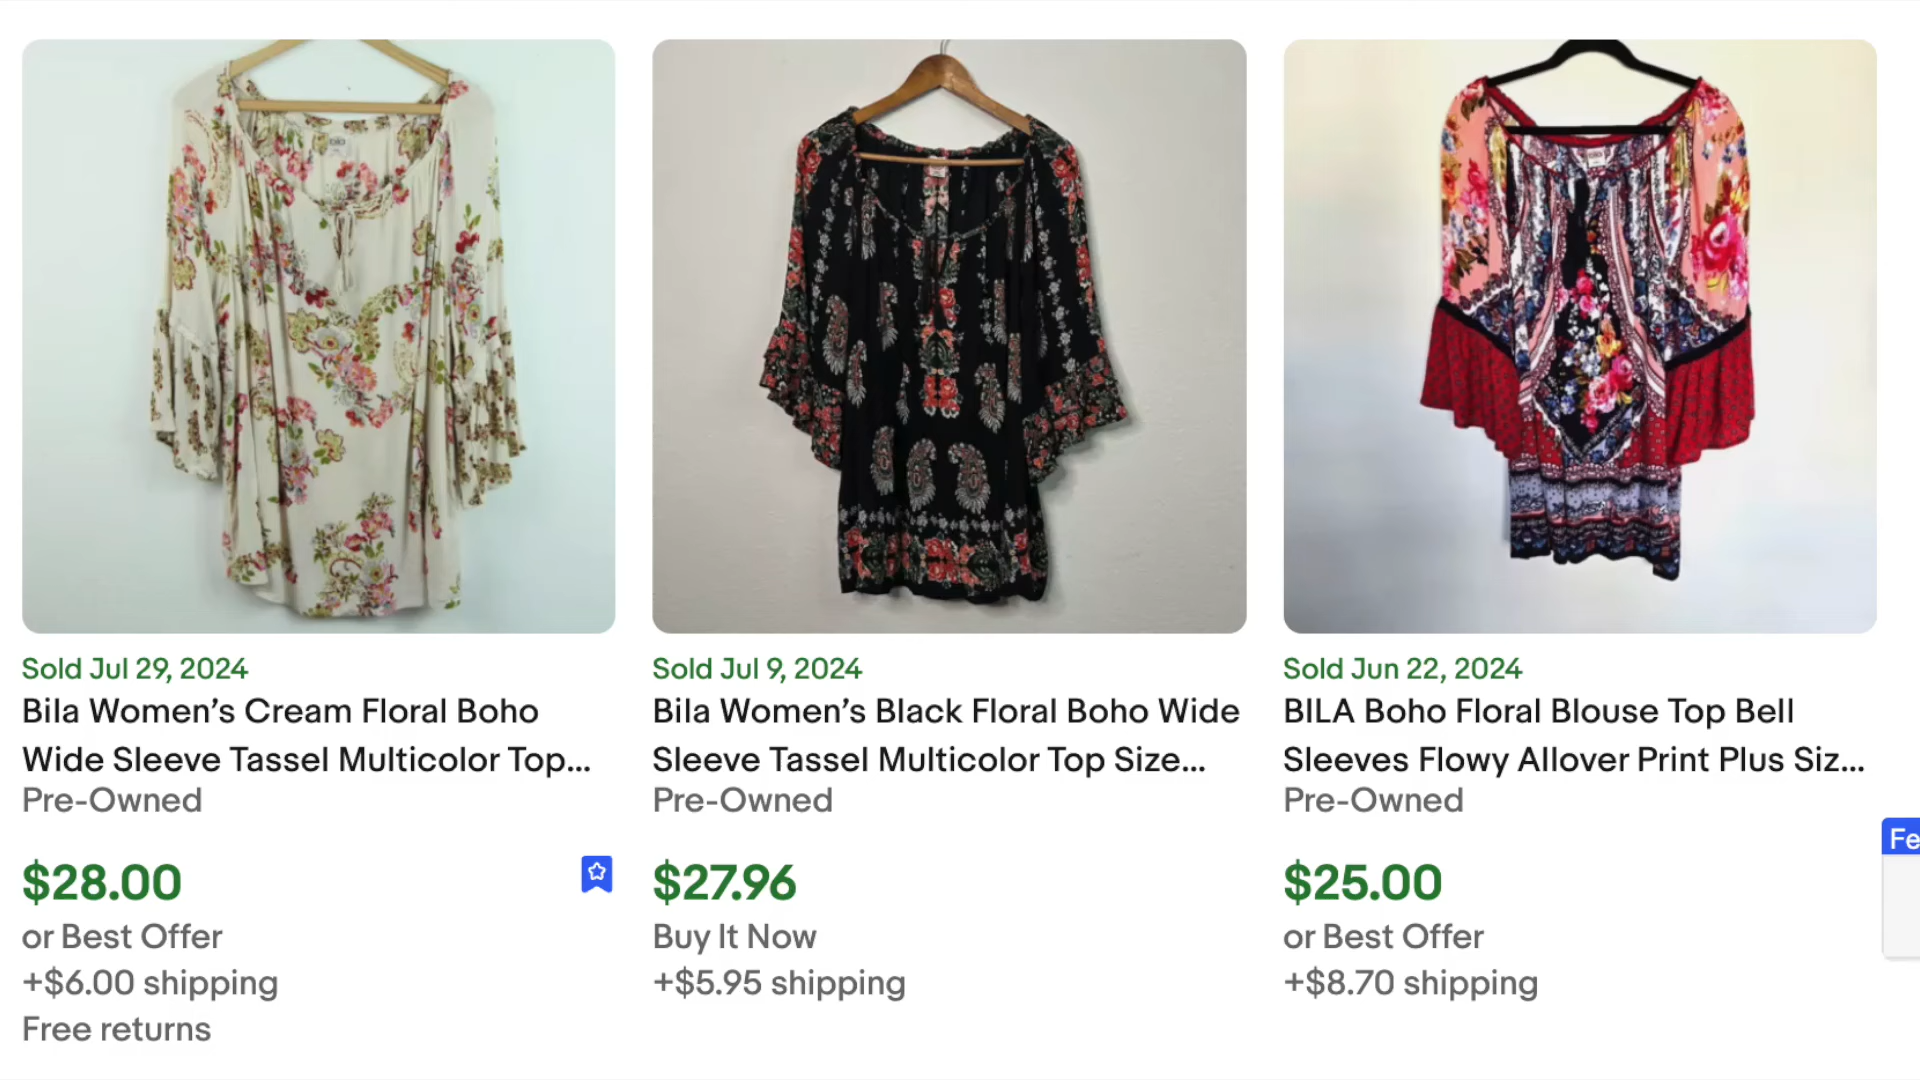 Sold Jul 29, 2024
Bila Women’s Cream Floral Boho
Wide Sleeve Tassel Multicolor Top...
Pre-Owned
$28.00
or Best Offer
+$6.00 shipping
Free returns
Sold Jul 9, 2024
Bila Women’s Black Floral Boho Wide
Sleeve Tassel Multicolor Top Size...
Pre-Owned
$27.96
Buy It Now
+$5.95 shipping
Sold Jun 22, 2024
BILA Boho Floral Blouse Top Bell
Sleeves Flowy Allover Print Plus Siz...
Pre-Owned
$25.00
or Best Offer
+$8.70 shipping
Fe